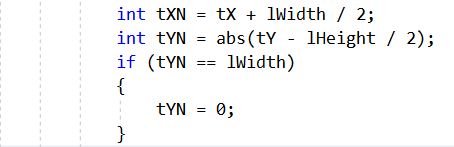 int tXN = tX + lWidth / 2;
int tYN = abs(tY - lHeight / 2);
if (tYN == lWidth)
{
tYN = 0;
}